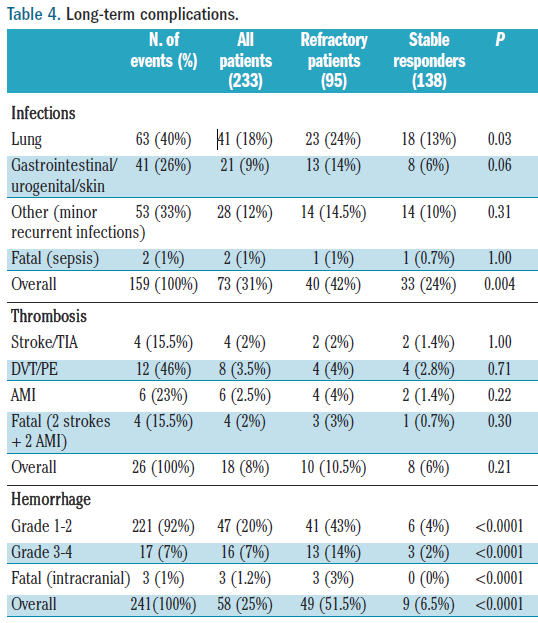 Table 4. Long-term complications.
N. of events (%) All patients (233) Refractory patients (95) Stable responders (138) P
Infections
Lung 63 (40%) 41 (18%) 23 (24%) 18 (13%) 0.03
Gastrointestinal/ 41 (26%) 21 (9%) 13 (14%) 8 (6%) 0.06
urogenital/skin
Other (minor 53 (33%) 28 (12%) 14 (14.5%) 14 (10%) 0.31
recurrent infections)
Fatal (sepsis) 2 (1%) 2 (1%) 1 (1%) 1 (0.7%) 1.00
Overall 159 (100%) 73 (31%) 40 (42%) 33 (24%) 0.004
Thrombosis
Stroke/TIA 4 (15.5%) 4 (2%) 2 (2%) 2 (1.4%) 1.00
DVT/PE 12 (46%) 8 (3.5%) 4 (4%) 4 (2.8%) 0.71
AMI 6 (23%) 6 (2.5%) 4 (4%) 2 (1.4%) 0.22
Fatal (2 strokes 4 (15.5%) 4 (2%) 3 (3%) 1 (0.7%) 0.30
+ 2 AMI)
Overall 26 (100%) 18 (8%) 10 (10.5%) 8 (6%) 0.21
Hemorrhage
Grade 1-2 221 (92%) 47 (20%) 41 (43%) 6 (4%) <0.0001
Grade 3-4 17 (7%) 16 (7%) 13 (14%) 3 (2%) <0.0001
Fatal (intracranial) 3 (1%) 3 (1.2%) 3 (3%) 0 (0%) <0.0001
Overall 241(100%) 58 (25%) 49 (51.5%) 9 (6.5%) <0.0001